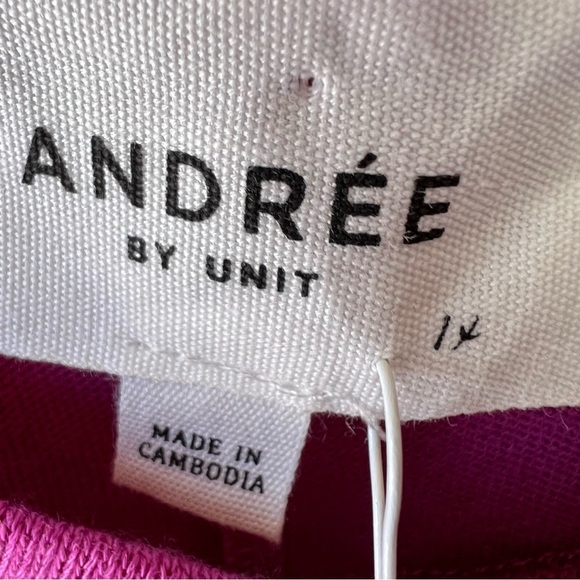 ANDRÉE
BY UNIT
1X
MADE IN
CAMBODIA